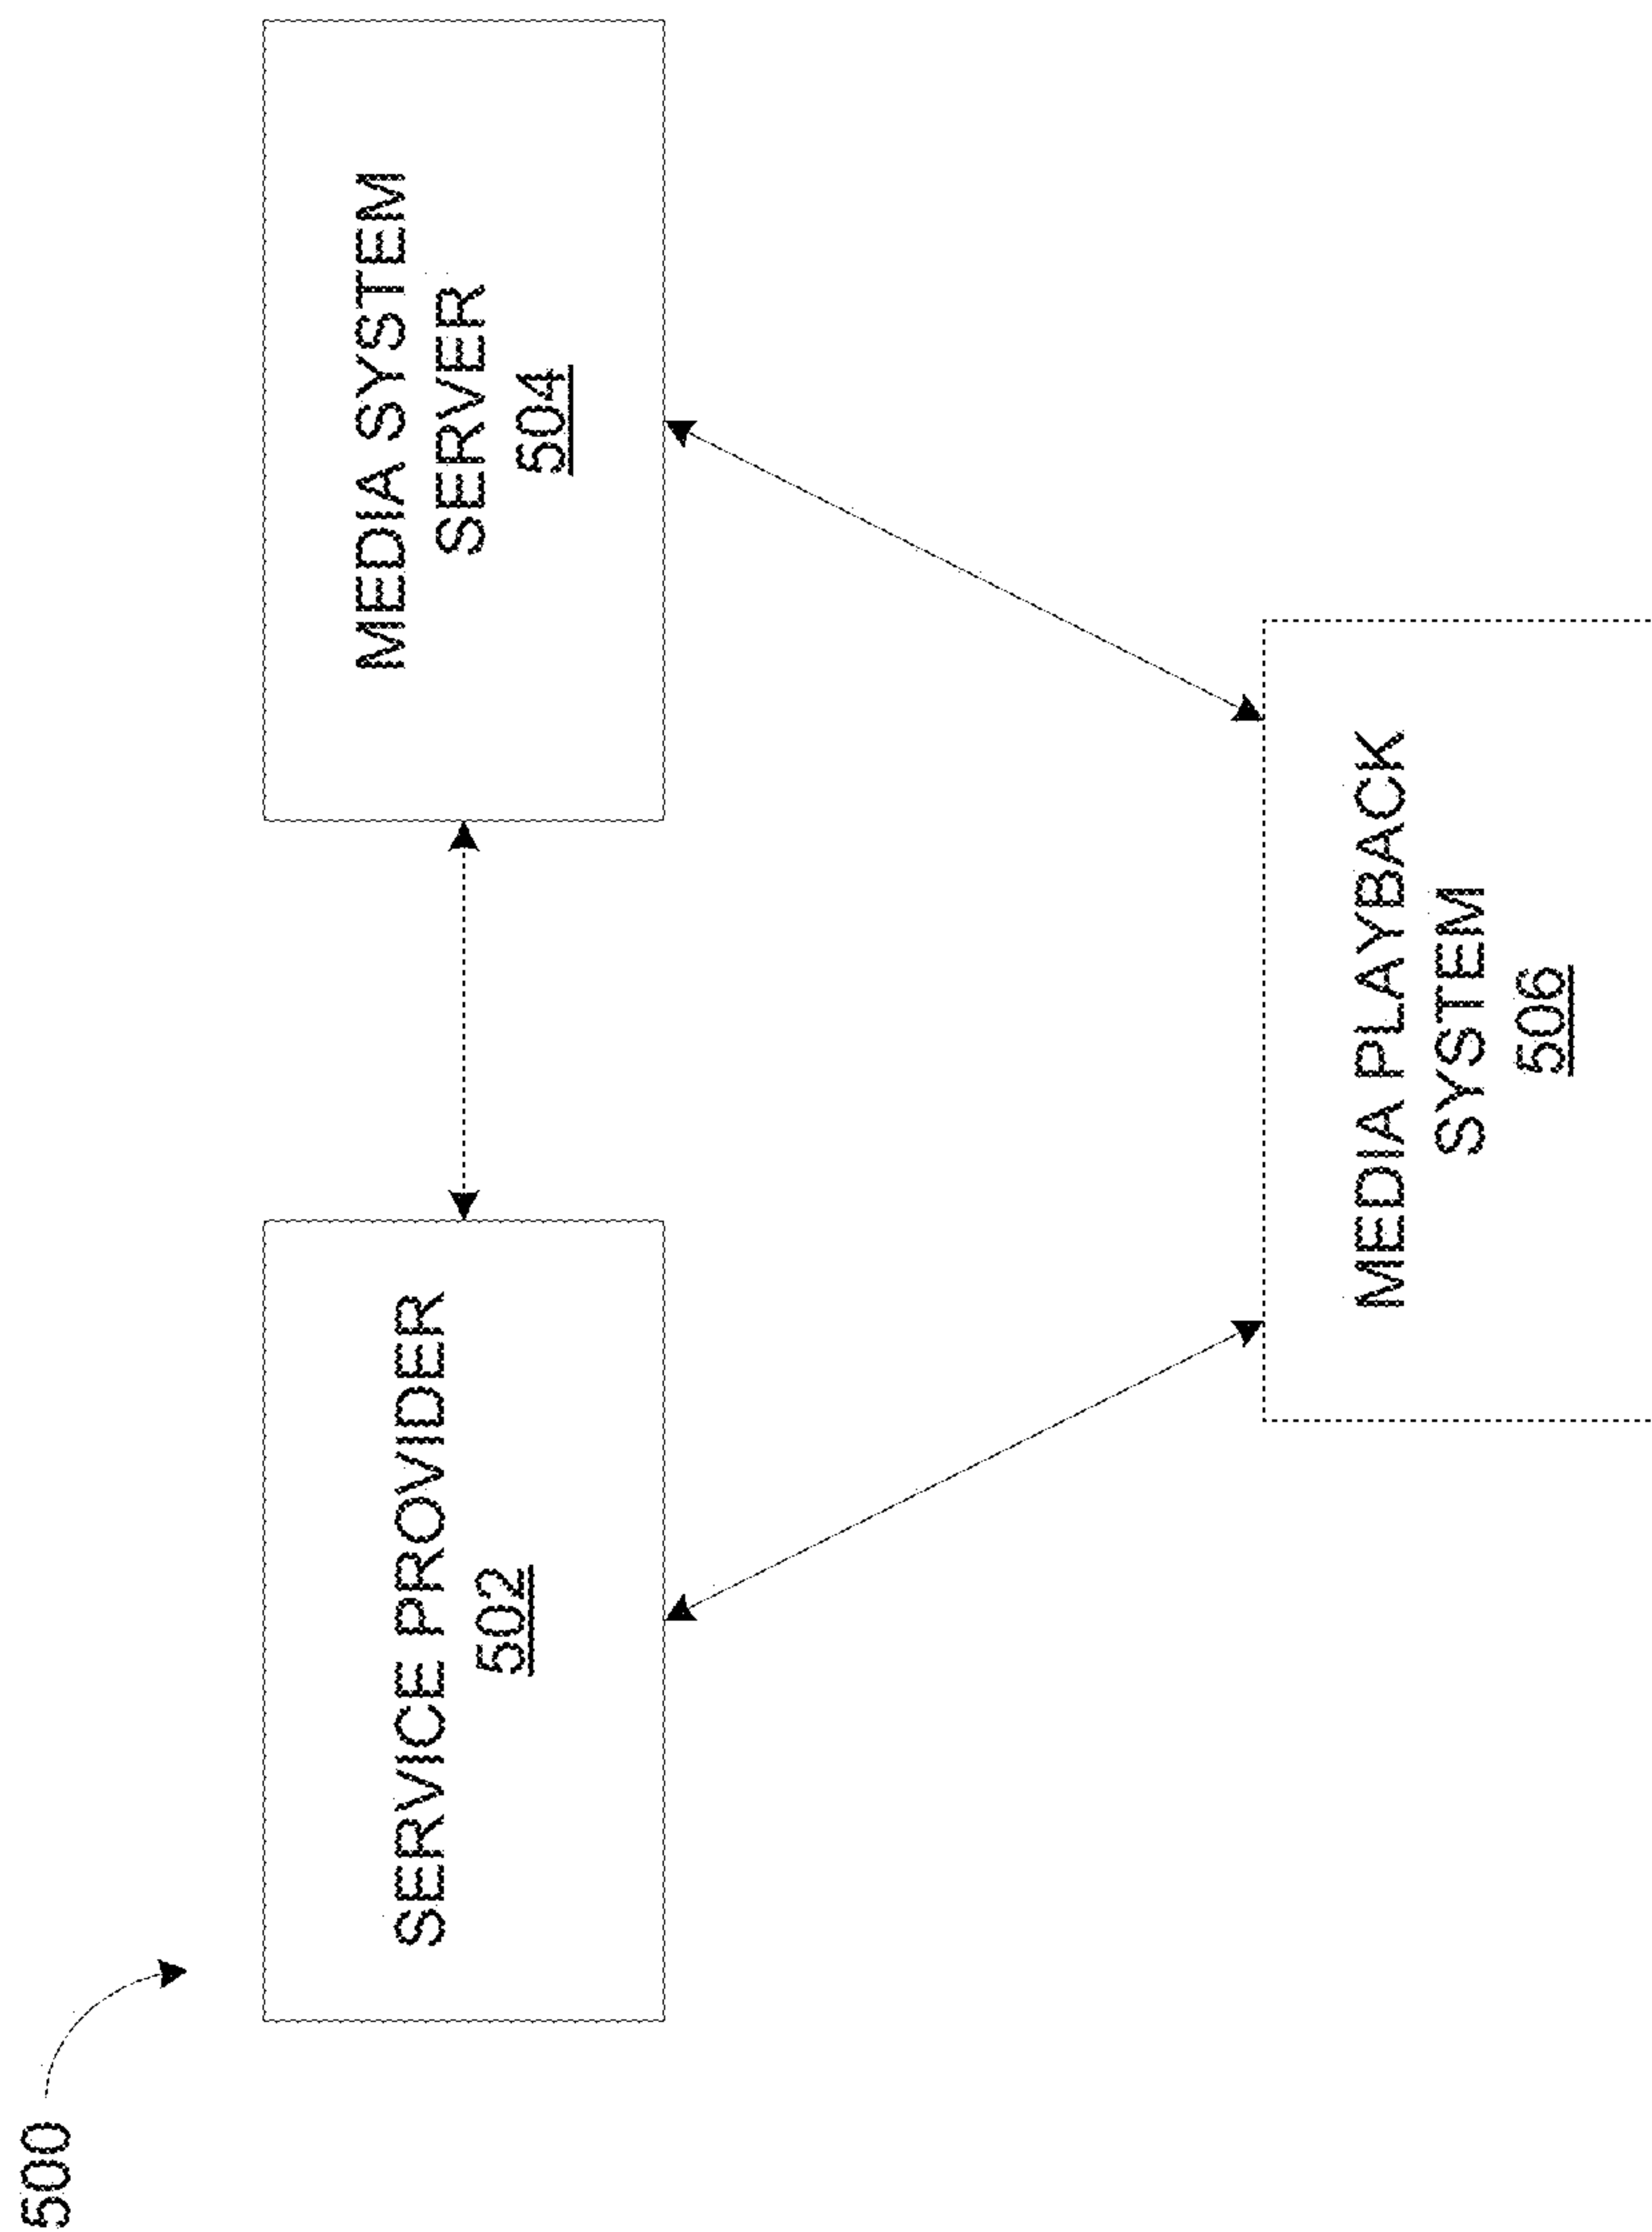 500
SERVICE PROVIDER
502
MEDIA SYSTEM
SERVER
504
MEDIA PLAYBACK
SYSTEM
506